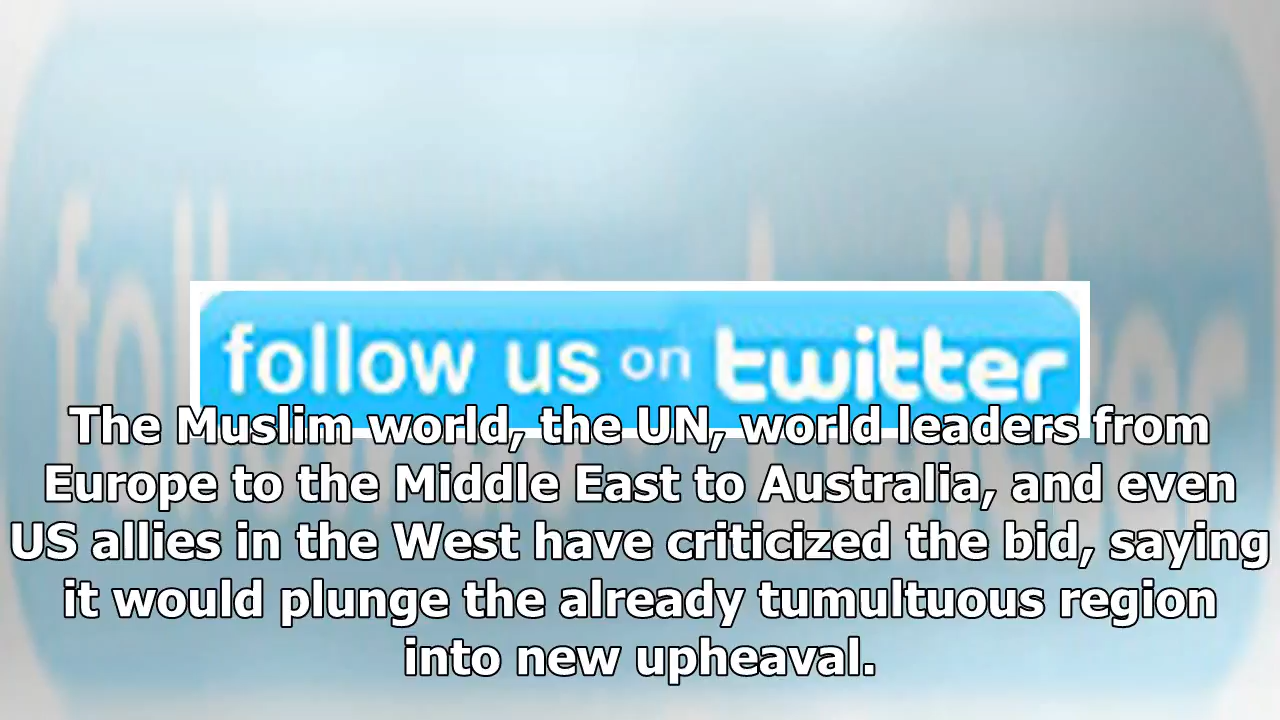 follow us on twitter
The Muslim world, the UN, world leaders from
Europe to the Middle East to Australia, and even
US allies in the West have criticized the bid, saying
it would plunge the already tumultuous region
into new upheaval.